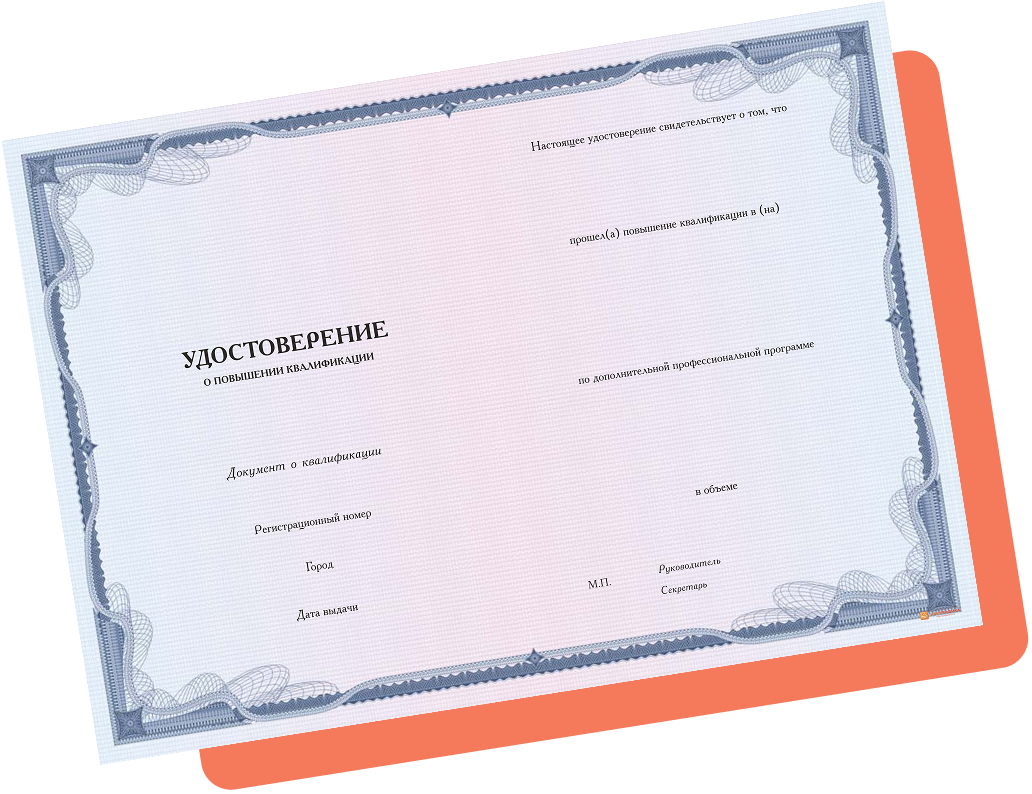 УДОСТОВЕРЕНИЕ
О ПОВЫШЕНИИ КВАЛИФИКАЦИИ
Документ о квалификации
Регистрационный номер
Город
Дата выдачи
Настоящее удостоверение свидетельствует о том, что
прошел(а) повышение квалификации в (на)
по дополнительной профессиональной программе
в объеме
М.П.
Руководитель
Секретарь